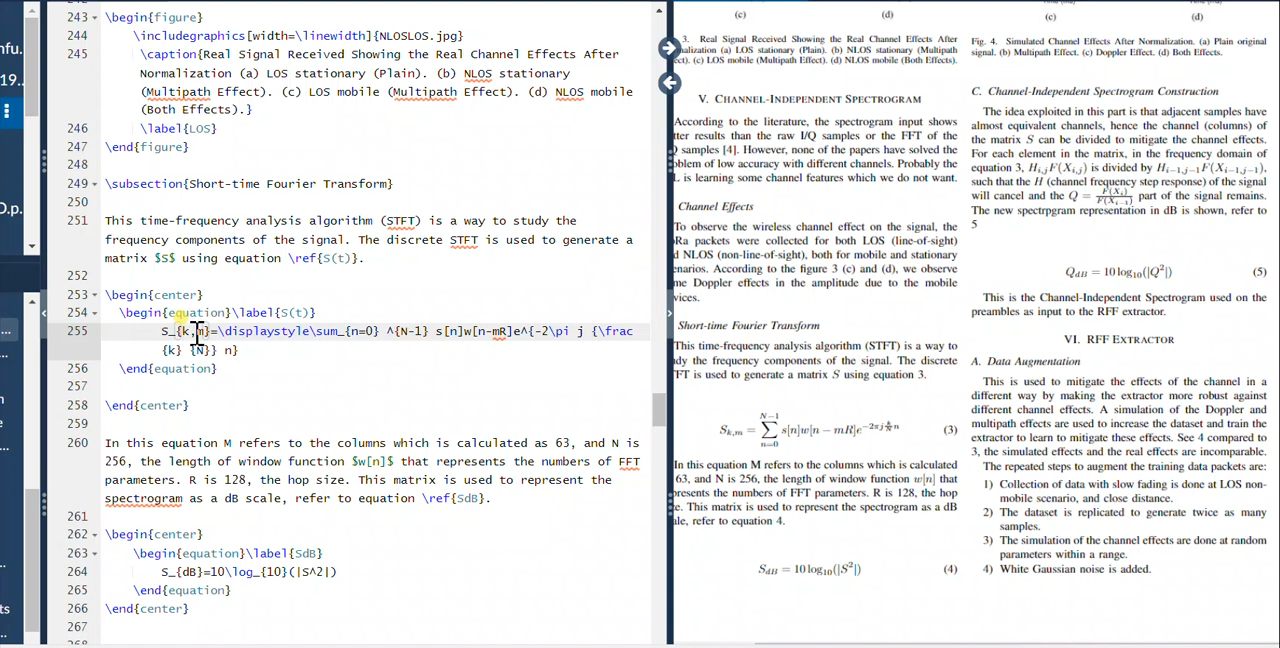 nfu.
19...
O.p.
...
n
e
...
ts
...
243 \begin{figure}
244 \includegraphics[width=\linewidth]{NLOSLOS.jpg}
245 \caption{Real Signal Received Showing the Real Channel Effects After
Normalization (a) LOS stationary (Plain). (b) NLOS stationary
(Multipath Effect). (c) LOS mobile (Multipath Effect). (d) NLOS mobile
(Both Effects).}
246 \label{LOS}
247 \end{figure}
248
249 \subsection{Short-time Fourier Transform}
250
251 This time-frequency analysis algorithm (STFT) is a way to study the
frequency components of the signal. The discrete STFT is used to generate a
matrix $S$ using equation \ref{S(t)}.
252
253 \begin{center}
254 \begin{equation}\label{S(t)}
255 S_{k,m}=\displaystyle\sum_{n=0} ^{N-1} s[n]w[n-mR]e^{-2\pi j {\frac
{k} {N}} n}
256 \end{equation}
257
258 \end{center}
259
260 In this equation M refers to the columns which is calculated as 63, and N is
256, the length of window function $w[n]$ that represents the numbers of FFT
parameters. R is 128, the hop size. This matrix is used to represent the
spectrogram as a dB scale, refer to equation \ref{SdB}.
261
262 \begin{center}
263 \begin{equation}\label{SdB}
264 S_{dB}=10\log_{10}(|S^2|)
265 \end{equation}
266 \end{center}
267
(c) (d)
3. Real Signal Received Showing the Real Channel Effects After
nalization (a) LOS stationary (Plain). (b) NLOS stationary (Multipath
ect). (c) LOS mobile (Multipath Effect). (d) NLOS mobile (Both Effects).
V. CHANNEL-INDEPENDENT SPECTROGRAM
According to the literature, the spectrogram input shows
tter results than the raw I/Q samples or the FFT of the
Q samples [4]. However, none of the papers have solved the
oblem of low accuracy with different channels. Probably the
L is learning some channel features which we do not want.
Channel Effects
To observe the wireless channel effect on the signal, the
oRa packets were collected for both LOS (line-of-sight)
d NLOS (non-line-of-sight), both for mobile and stationary
enarios. According to the figure 3 (c) and (d), we observe
me Doppler effects in the amplitude due to the mobile
vices.
Short-time Fourier Transform
This time-frequency analysis algorithm (STFT) is a way to
udy the frequency components of the signal. The discrete
TFT is used to generate a matrix S using equation 3.
S_{k,m} = \sum_{n=0}^{N-1} s[n]w[n − mR]e^{−2πj\frac{k}{N}n} (3)
In this equation M refers to the columns which is calculated
63, and N is 256, the length of window function w[n] that
presents the numbers of FFT parameters. R is 128, the hop
e. This matrix is used to represent the spectrogram as a dB
ale, refer to equation 4.
S_{dB} = 10 log_{10}(|S^2|) (4)
(c) (d)
Fig. 4. Simulated Channel Effects After Normalization. (a) Plain original
signal. (b) Multipath Effect. (c) Doppler Effect. (d) Both Effects.
C. Channel-Independent Spectrogram Construction
The idea exploited in this part is that adjacent samples have
almost equivalent channels, hence the channel (columns) of
the matrix S can be divided to mitigate the channel effects.
For each element in the matrix, in the frequency domain of
equation 3, H_{i,j}F(X_{i,j}) is divided by H_{i−1,j−1}F(X_{i−1,j−1}),
such that the H (channel frequency step response) of the signal
will cancel and the Q = \frac{F(X_i)}{F(X_{i−1})} part of the signal remains.
The new spectrpgram representation in dB is shown, refer to
5
Q_{dB} = 10 log_{10}(|Q^2|) (5)
This is the Channel-Independent Spectrogram used on the
preambles as input to the RFF extractor.
VI. RFF EXTRACTOR
A. Data Augmentation
This is used to mitigate the effects of the channel in a
different way by making the extractor more robust against
different channel effects. A simulation of the Doppler and
multipath effects are used to increase the dataset and train the
extractor to learn to mitigate these effects. See 4 compared to
3, the simulated effects and the real effects are incomparable.
The repeated steps to augment the training data packets are:
1) Collection of data with slow fading is done at LOS non-
mobile scenario, and close distance.
2) The dataset is replicated to generate twice as many
samples.
3) The simulation of the channel effects are done at random
parameters within a range.
4) White Gaussian noise is added.